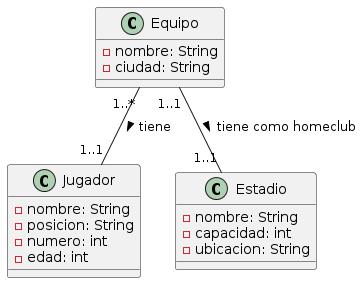 C Equipo
nombre: String
ciudad: String
1..*
1..1
tiene
tiene como homeclub
1..1
1..1
C Jugador
nombre: String
posicion: String
numero: int
edad: int
C Estadio
nombre: String
capacidad: int
ubicacion: String